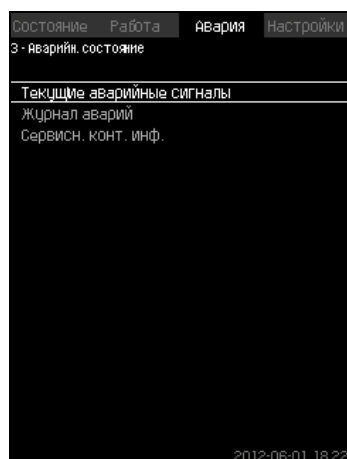 Состояние Работа Авария Настройки
3 - Аварийн. состояние
Текущие аварийные сигналы
Журнал аварий
Сервисн. конт. инф.
2012-06-01 18:22